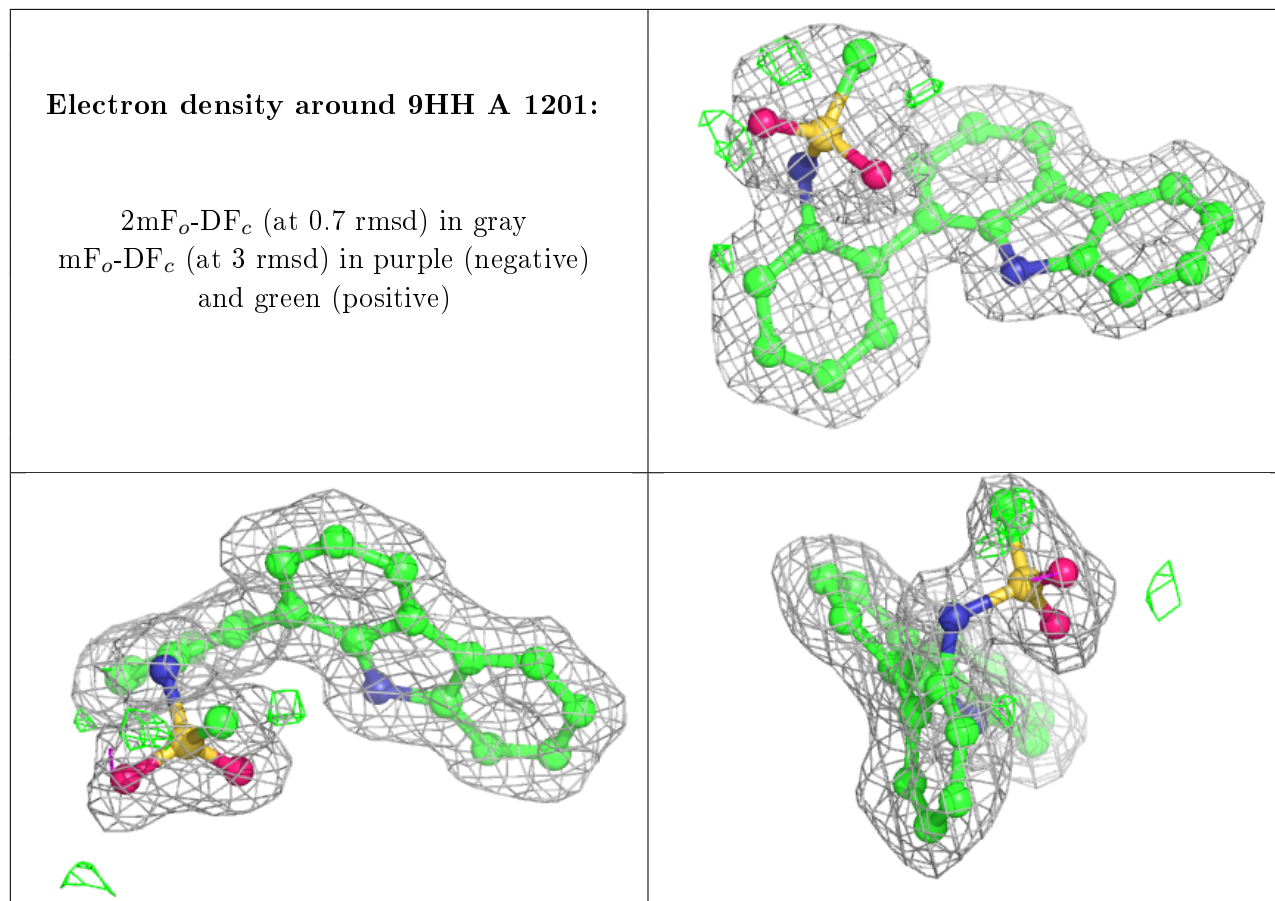 Electron density around 9HH A 1201:
2mFo-DFc (at 0.7 rmsd) in gray
mFo-DFc (at 3 rmsd) in purple (negative)
and green (positive)